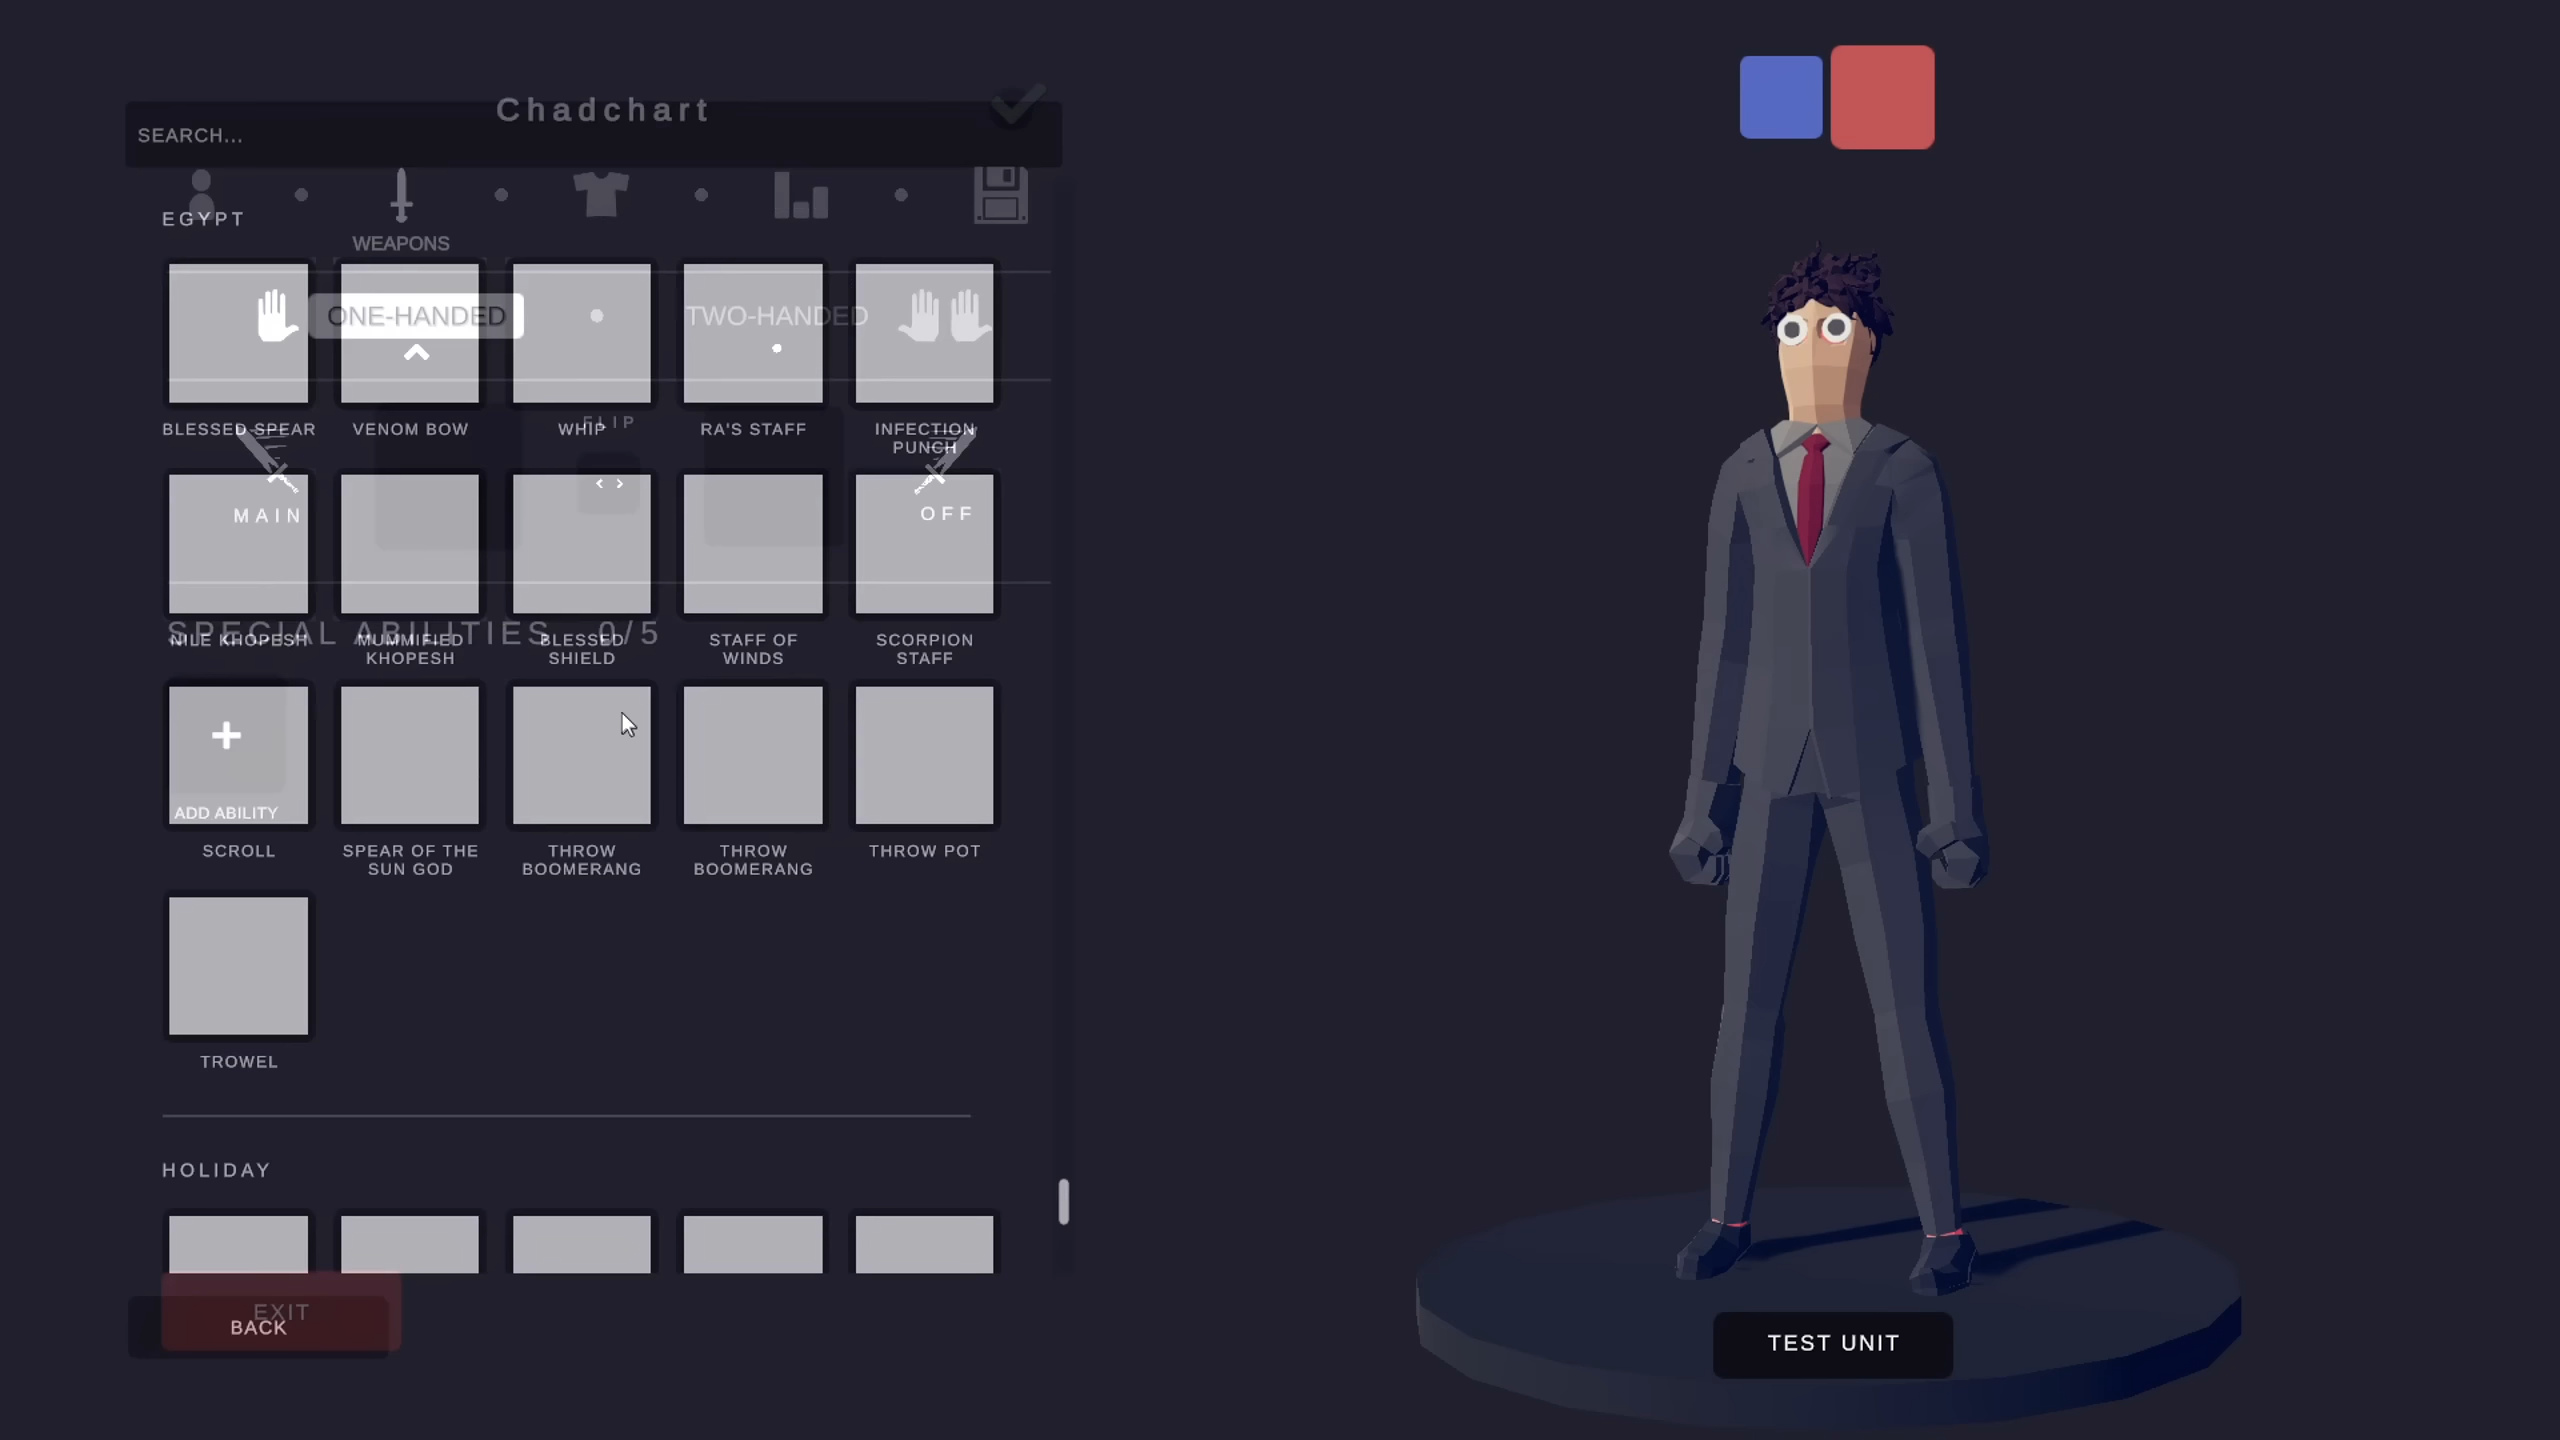 Chadchart
SEARCH...
EGYPT
WEAPONS
ONE-HANDED
TWO-HANDED
FLIP
BLESSED SPEAR
VENOM BOW
WHIP
RA'S STAFF
INFECTION
PUNCH
MAIN
OFF
SPECIAL ABILITIES 0/5
NILE KHOPESH
MUMMIFIED
KHOPESH
BLESSED
SHIELD
STAFF OF
WINDS
SCORPION
STAFF
ADD ABILITY
SCROLL
SPEAR OF THE
SUN GOD
THROW
BOOMERANG
THROW
BOOMERANG
THROW POT
TROWEL
HOLIDAY
EXIT
BACK
TEST UNIT